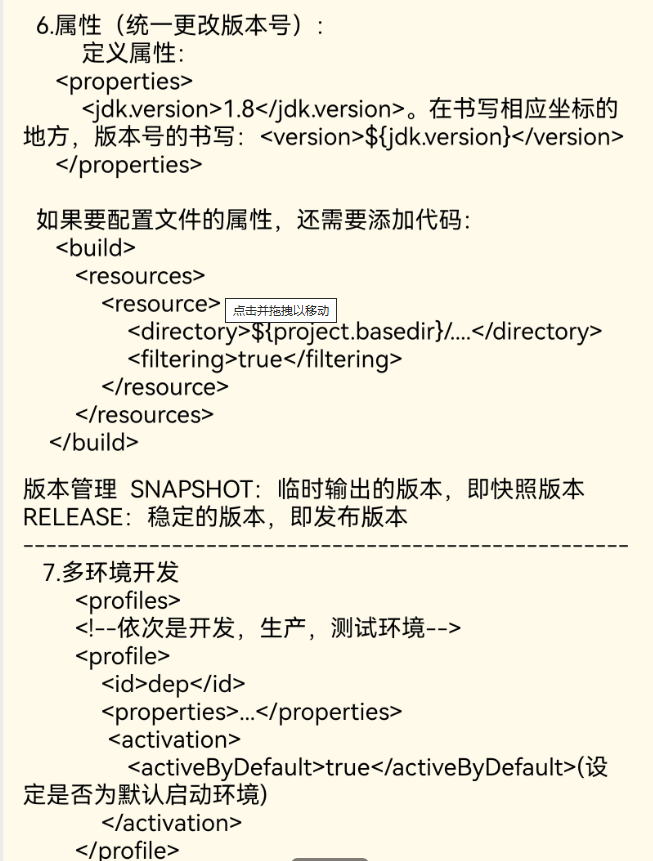 6.属性（统一更改版本号）:
定义属性:
<properties>
<jdk.version>1.8</jdk.version>。在书写相应坐标的
地方，版本号的书写：<version>${jdk.version}</version>
</properties>
如果要配置文件的属性，还需要添加代码:
<build>
<resources>
<resource>
点击并拖拽以移动
<directory>${project.basedir}/....</directory>
<filtering>true</filtering>
</resource>
</resources>
</build>
版本管理 SNAPSHOT：临时输出的版本，即快照版本
RELEASE：稳定的版本，即发布版本
----------------------------------------------------
7.多环境开发
<profiles>
<!--依次是开发，生产，测试环境-->
<profile>
<id>dep</id>
<properties>...</properties>
<activation>
<activeByDefault>true</activeByDefault>(设
定是否为默认启动环境)
</activation>
</profile>